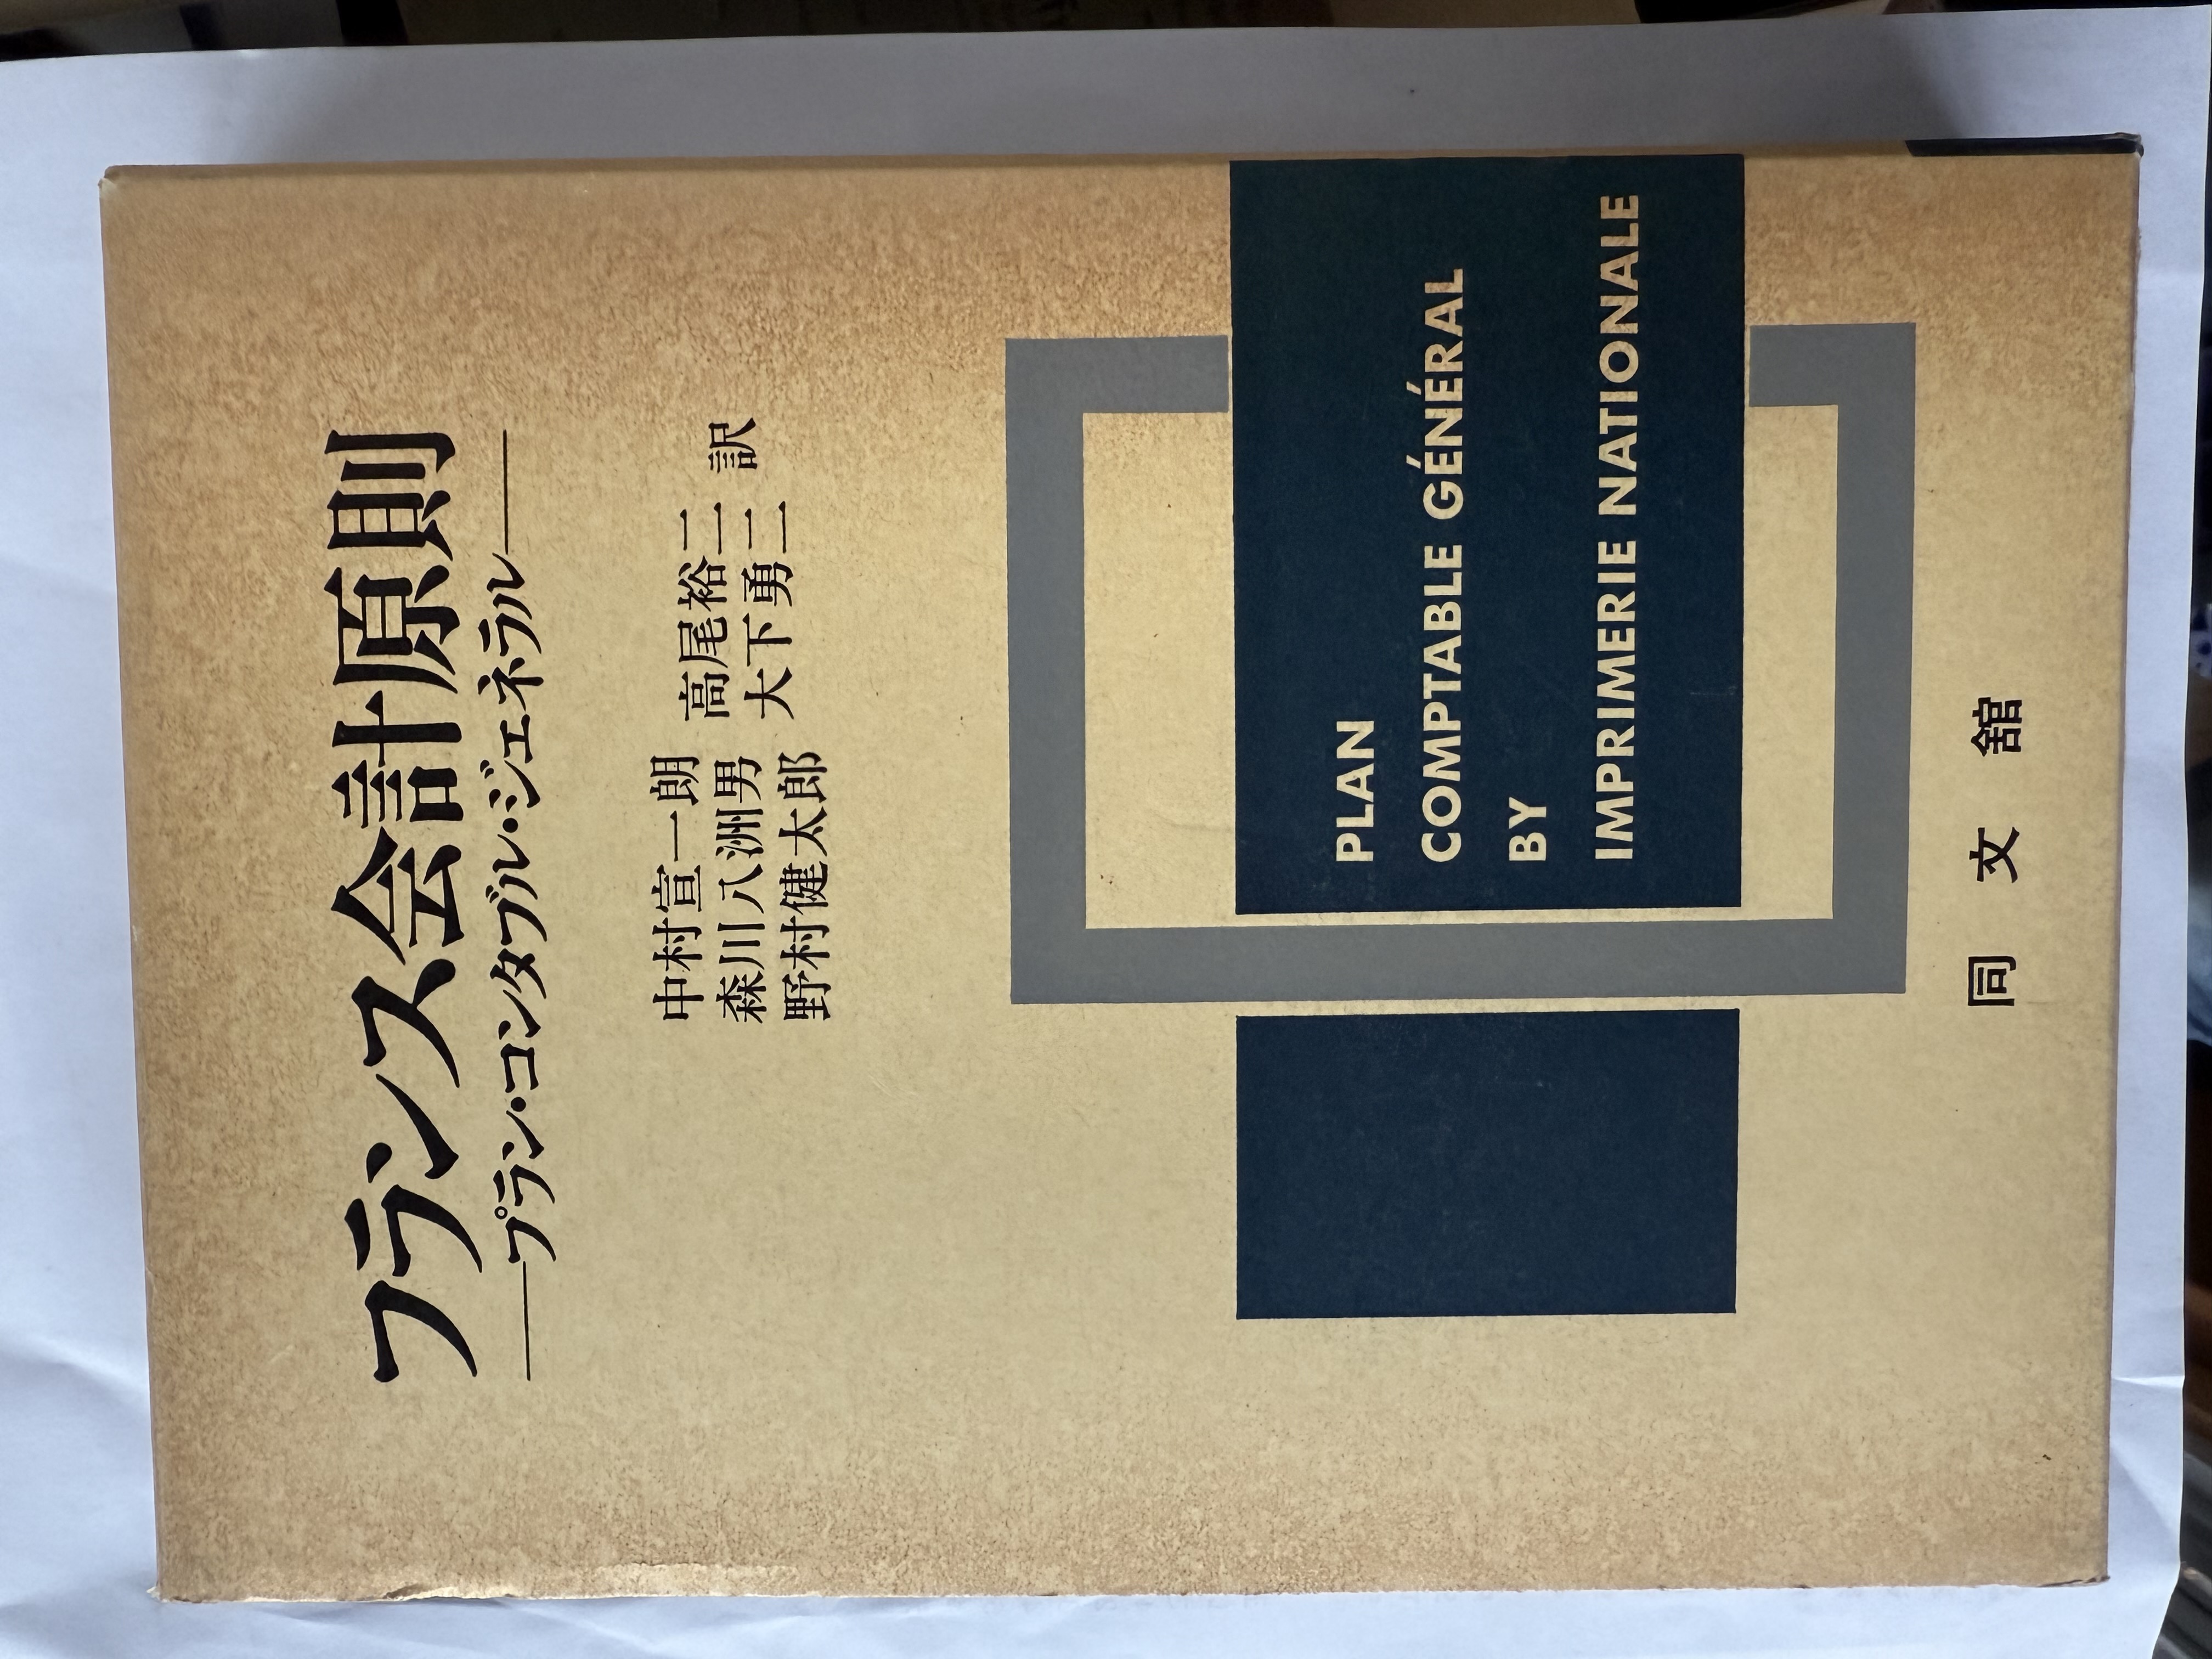 フランス会計原則
―プラン・コンタブル・ジェネラル―
中村宣一朗
森川八洲男
野村健太郎
高尾裕二
大下勇二
訳
PLAN
COMPTABLE GÉNÉRAL
BY
IMPRIMERIE NATIONALE
同文舘